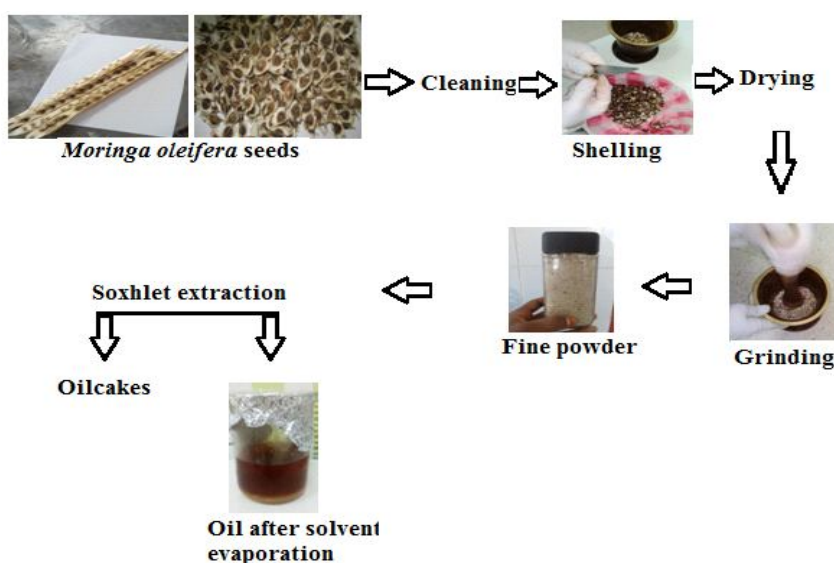 Moringa oleifera seeds
Cleaning
Shelling
Drying
Grinding
Fine powder
Soxhlet extraction
Oilcakes
Oil after solvent
evaporation